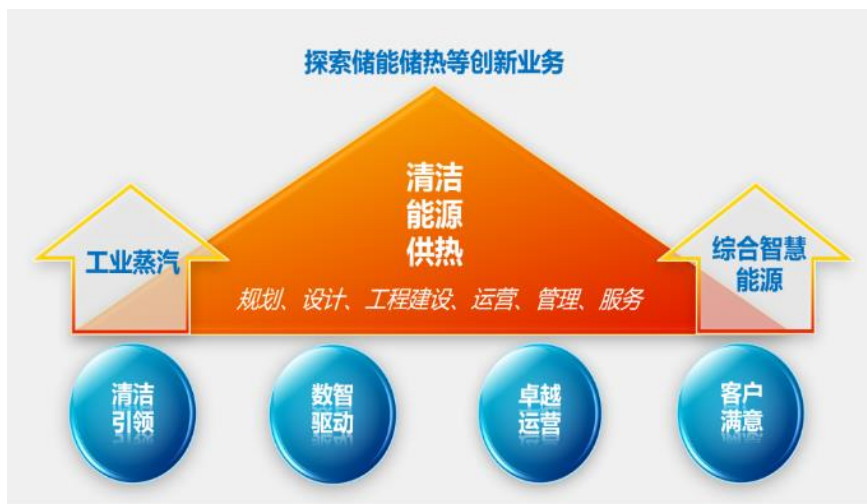 探索储能储热等创新业务
清洁
能源
供热
工业蒸汽
综合智慧
能源
规划、设计、工程建设、运营、管理、服务
清洁
引领
数智
驱动
卓越
运营
客户
满意